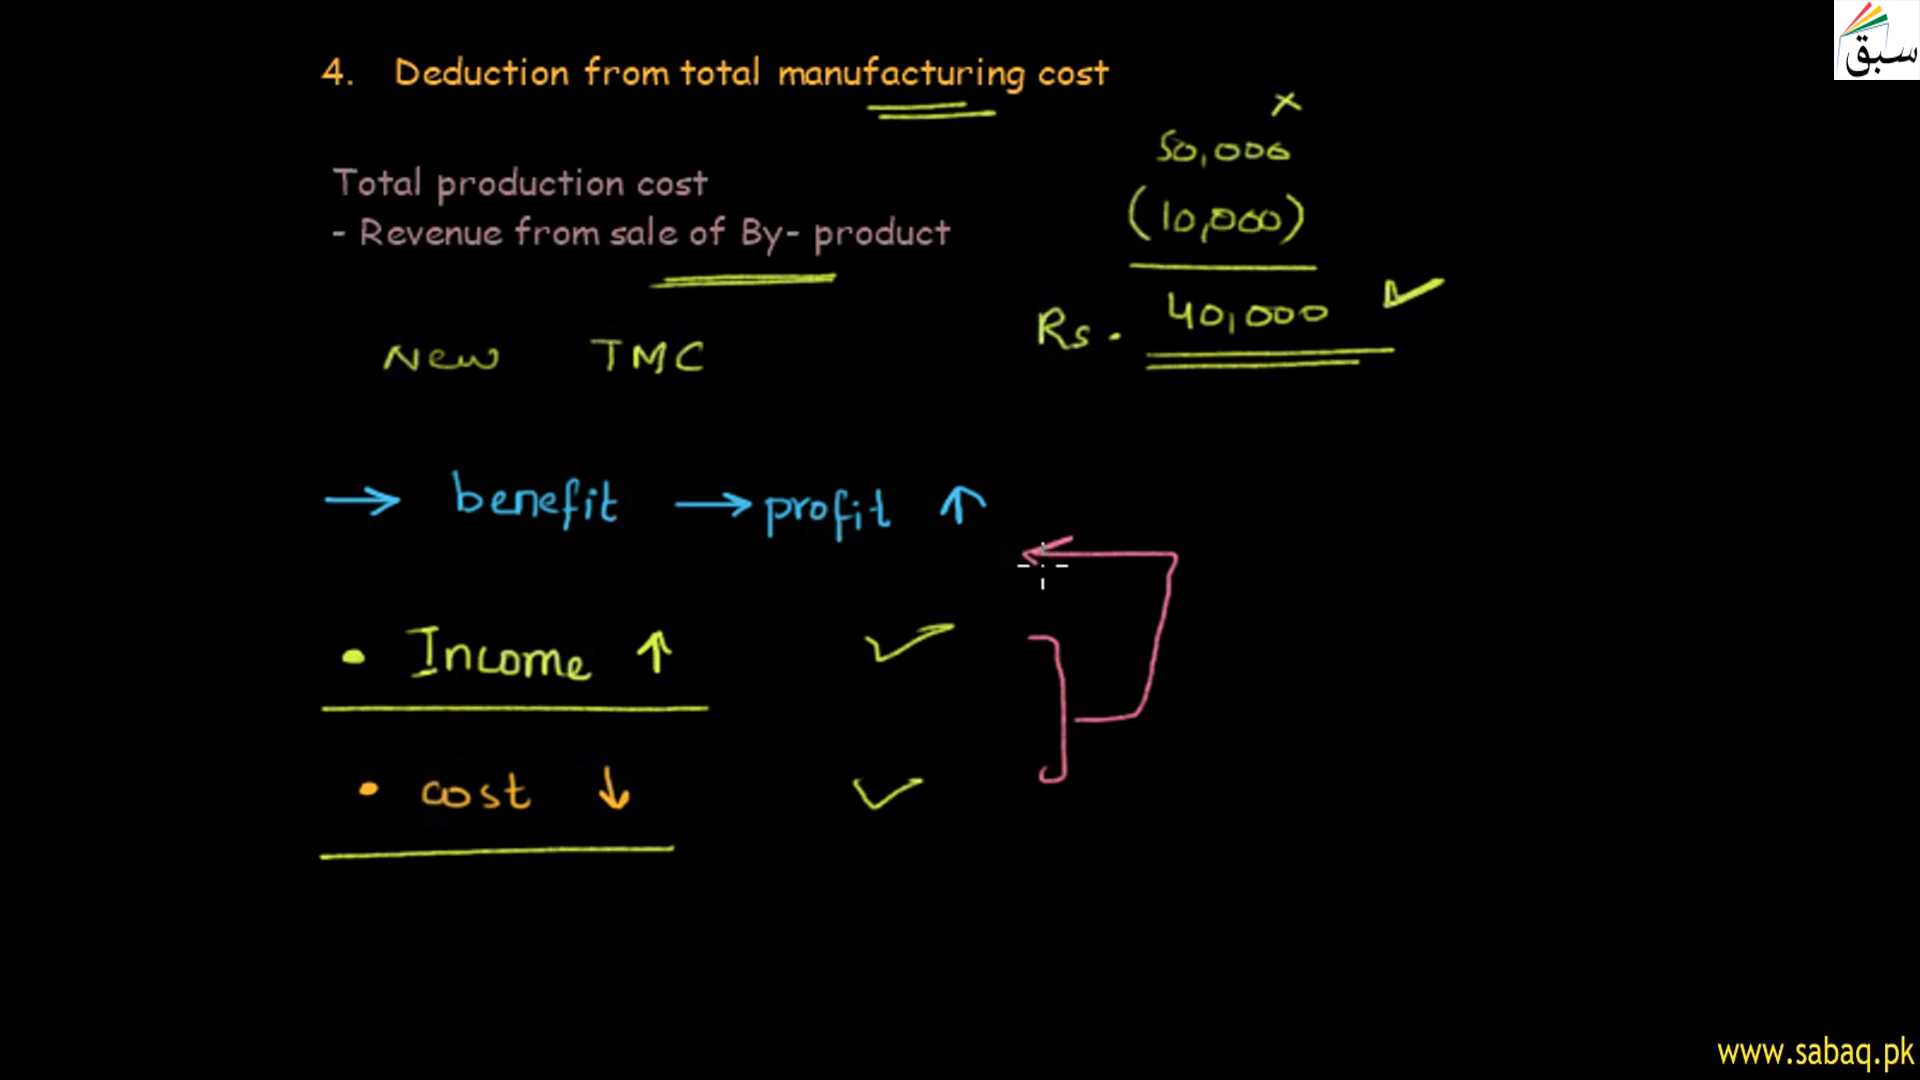 سبق
4. Deduction from total manufacturing cost
x
50,000
Total production cost
(10,000)
- Revenue from sale of By- product
Rs. 40,000 ✓
New TMC
→ benefit → profit ↑
• Income ↑ ✓
• cost ↓ ✓
www.sabaq.pk